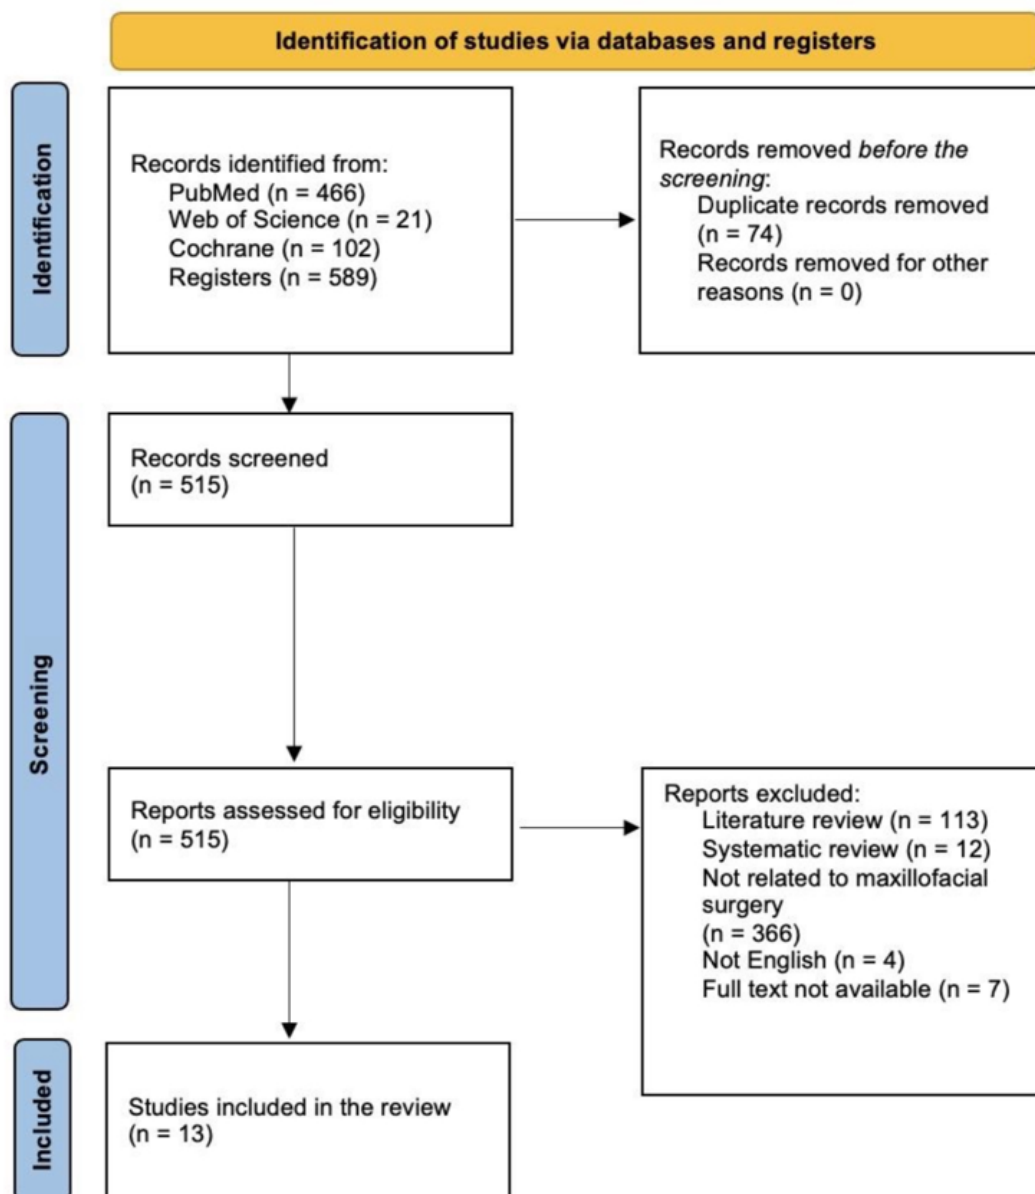 Identification of studies via databases and registers
Identification
Records identified from:
PubMed (n = 466)
Web of Science (n = 21)
Cochrane (n = 102)
Registers (n = 589)
Records removed before the
screening:
Duplicate records removed
(n = 74)
Records removed for other
reasons (n = 0)
Screening
Records screened
(n = 515)
Reports assessed for eligibility
(n = 515)
Reports excluded:
Literature review (n = 113)
Systematic review (n = 12)
Not related to maxillofacial
surgery
(n = 366)
Not English (n = 4)
Full text not available (n = 7)
Included
Studies included in the review
(n = 13)